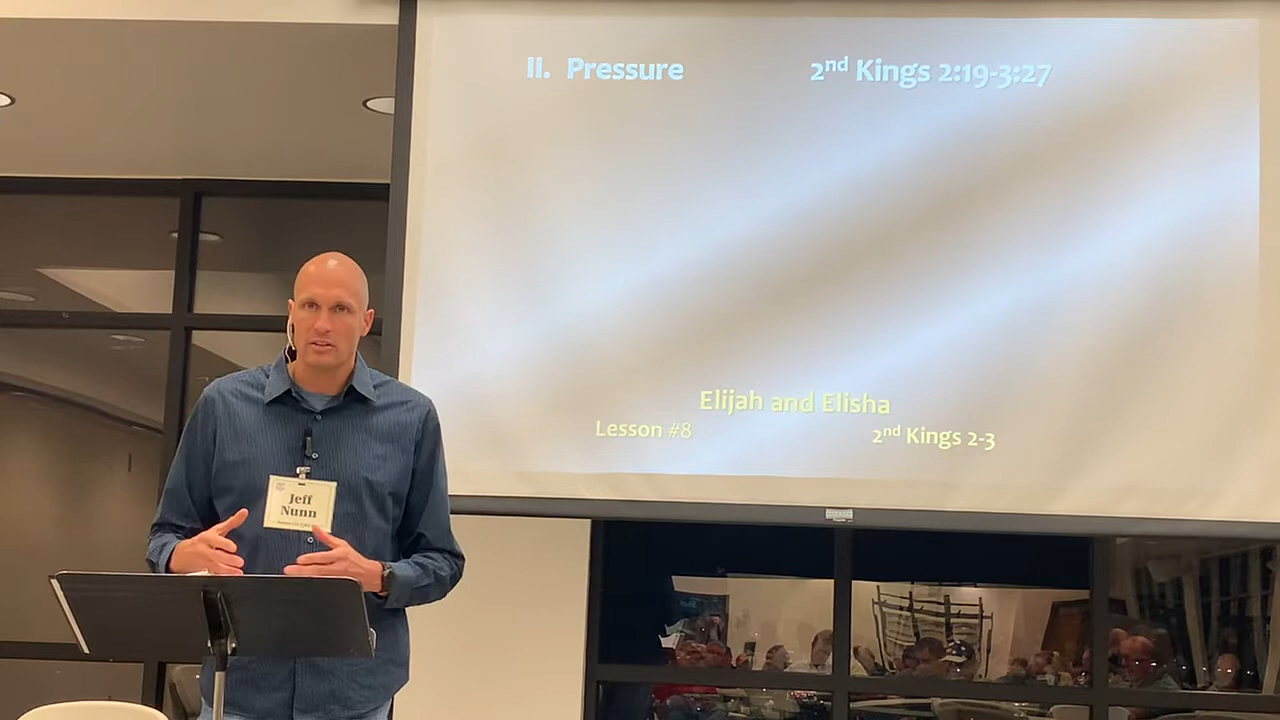 II. Pressure 2nd Kings 2:19-3:27
Elijah and Elisha
Lesson #8 2nd Kings 2-3
Jeff
Nunn